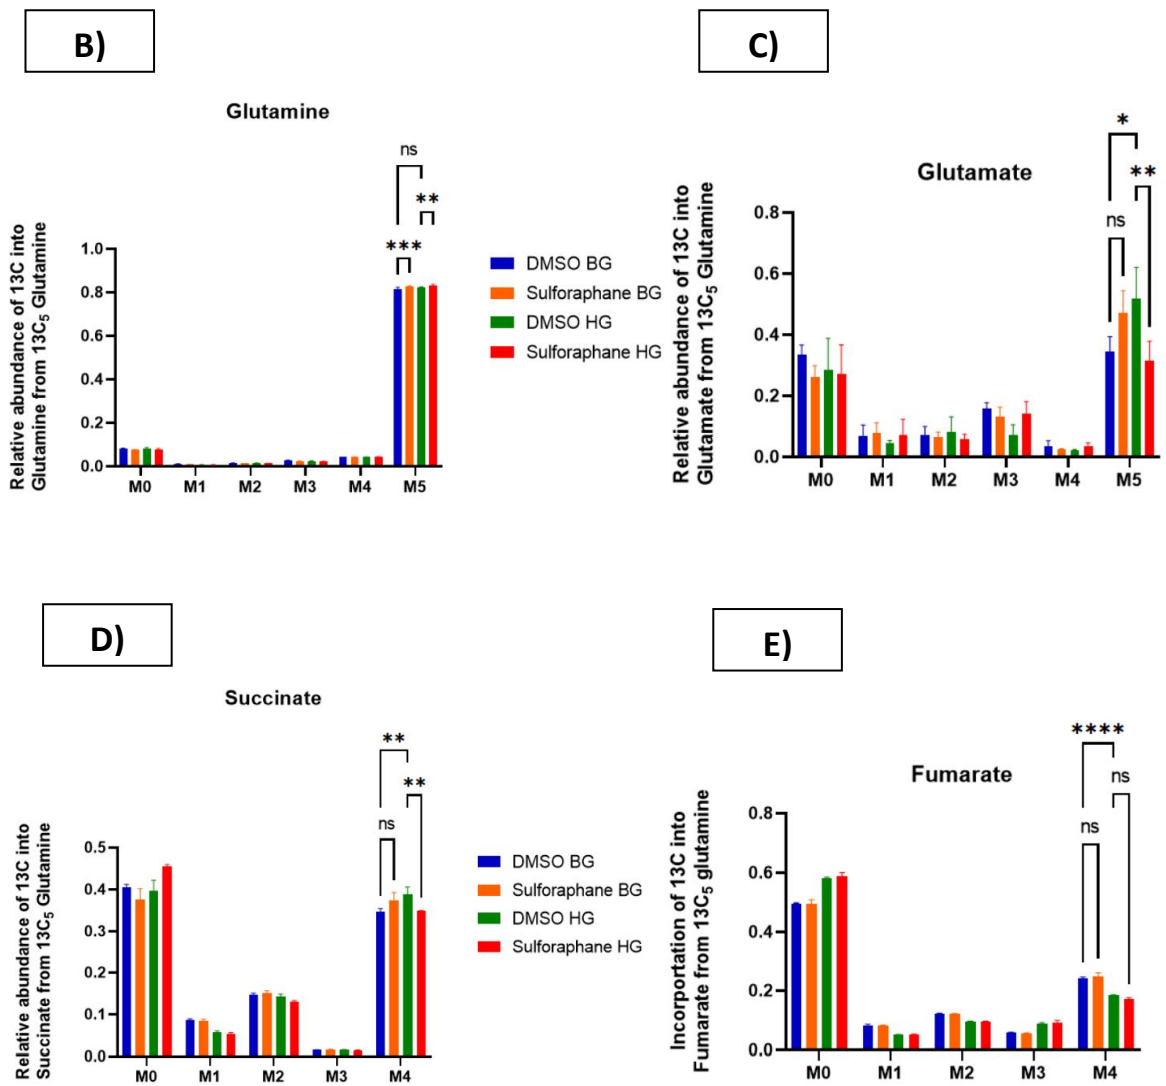 B)
Glutamine
Relative abundance of 13C into
Glutamine from 13C₅ Glutamine
1.0
0.8
0.6
0.4
0.2
0.0
ns
**
***
M0 M1 M2 M3 M4 M5
DMSO BG
Sulforaphane BG
DMSO HG
Sulforaphane HG
C)
Glutamate
Relative abundance of 13C into
Glutamate from 13C₅ Glutamine
0.8
0.6
0.4
0.2
0.0
*
**
ns
M0 M1 M2 M3 M4 M5
D)
Succinate
Relative abundance of 13C into
Succinate from 13C₅ Glutamine
0.5
0.4
0.3
0.2
0.1
0.0
**
**
ns
M0 M1 M2 M3 M4
DMSO BG
Sulforaphane BG
DMSO HG
Sulforaphane HG
E)
Fumarate
Incorportation of 13C into
Fumarate from 13C₅ glutamine
0.8
0.6
0.4
0.2
0.0
****
ns
ns
M0 M1 M2 M3 M4